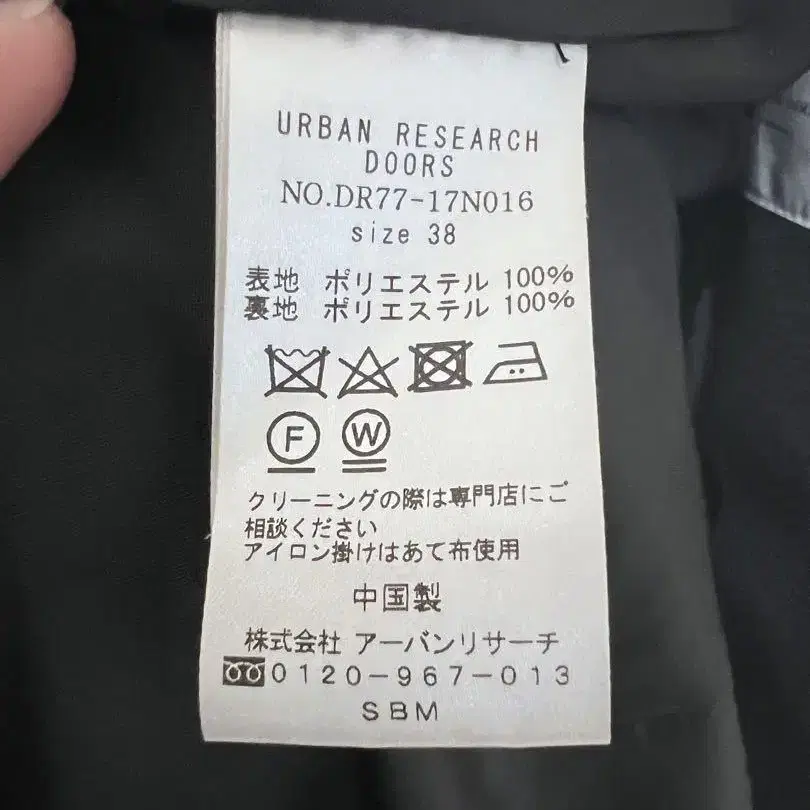 URBAN RESEARCH
DOORS
NO.DR77-17N016
size 38
表地 ポリエステル 100%
裏地 ポリエステル 100%
F W
クリーニングの際は専門店にご
相談ください
アイロン掛けはあて布使用
中国製
株式会社 アーバンリサーチ
0120-967-013
SBM